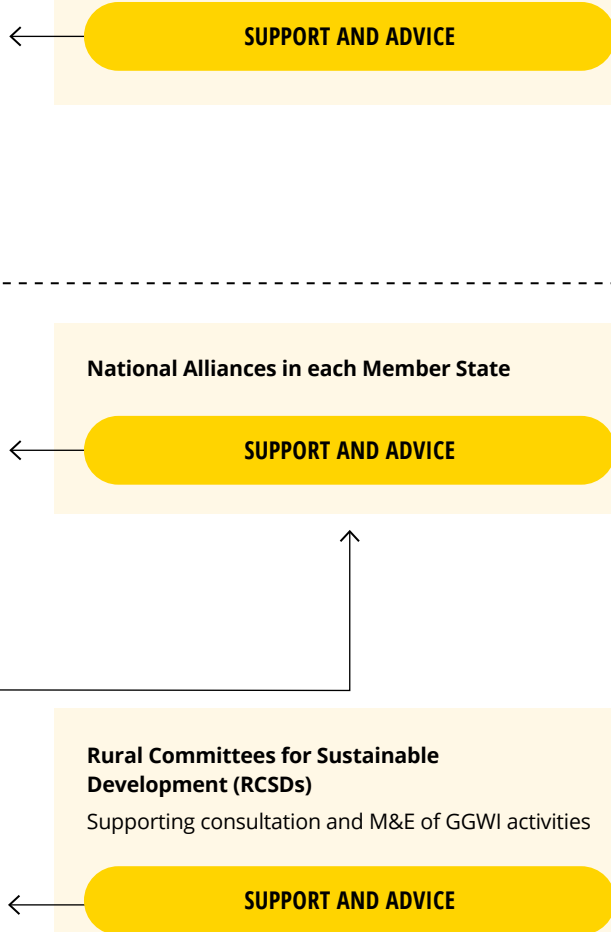 SUPPORT AND ADVICE
National Alliances in each Member State
SUPPORT AND ADVICE
Rural Committees for Sustainable
Development (RCSDs)
Supporting consultation and M&E of GGWI activities
SUPPORT AND ADVICE